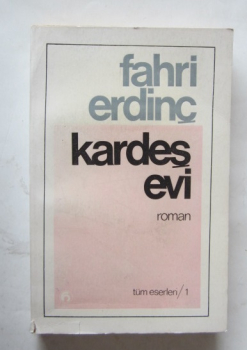 fahri
erdinç
kardeş
evi
roman
tüm eserleri/1